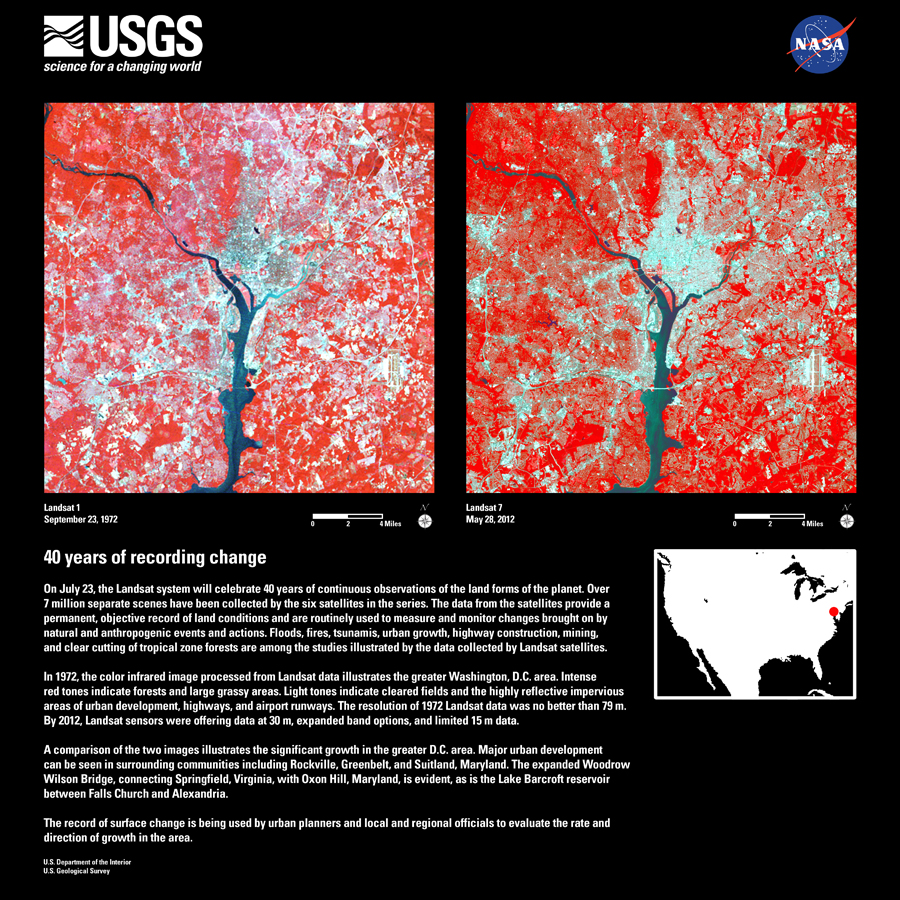 USGS
science for a changing world
NASA
Landsat 1
September 23, 1972
0 2 4 Miles
N
Landsat 7
May 28, 2012
0 2 4 Miles
N
40 years of recording change
On July 23, the Landsat system will celebrate 40 years of continuous observations of the land forms of the planet. Over
7 million separate scenes have been collected by the six satellites in the series. The data from the satellites provide a
permanent, objective record of land conditions and are routinely used to measure and monitor changes brought on by
natural and anthropogenic events and actions. Floods, fires, tsunamis, urban growth, highway construction, mining,
and clear cutting of tropical zone forests are among the studies illustrated by the data collected by Landsat satellites.
In 1972, the color infrared image processed from Landsat data illustrates the greater Washington, D.C. area. Intense
red tones indicate forests and large grassy areas. Light tones indicate cleared fields and the highly reflective impervious
areas of urban development, highways, and airport runways. The resolution of 1972 Landsat data was no better than 79 m.
By 2012, Landsat sensors were offering data at 30 m, expanded band options, and limited 15 m data.
A comparison of the two images illustrates the significant growth in the greater D.C. area. Major urban development
can be seen in surrounding communities including Rockville, Greenbelt, and Suitland, Maryland. The expanded Woodrow
Wilson Bridge, connecting Springfield, Virginia, with Oxon Hill, Maryland, is evident, as is the Lake Barcroft reservoir
between Falls Church and Alexandria.
The record of surface change is being used by urban planners and local and regional officials to evaluate the rate and
direction of growth in the area.
U.S. Department of the Interior
U.S. Geological Survey